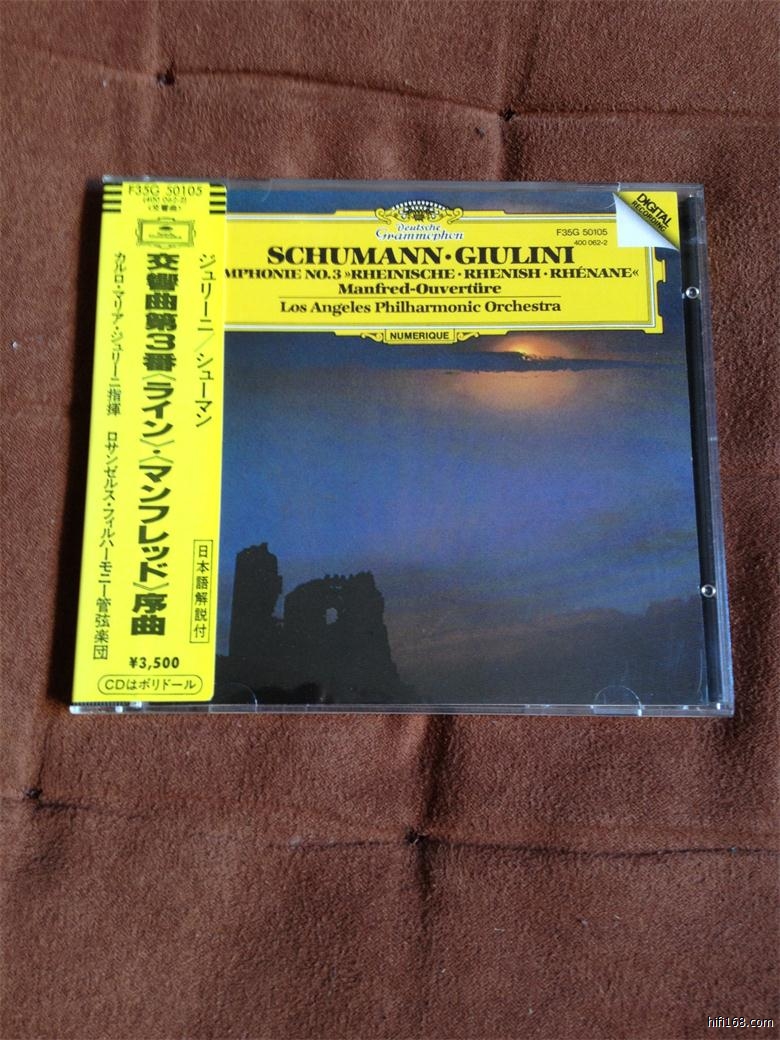 F35G 50105
(400 062-2)
〈交響曲〉
ジュリーニ／シューマン
交響曲第3番〈ライン〉・〈マンフレッド〉序曲
カルロ・マリア・ジュリーニ指揮 ロサンゼルス・フィルハーモニー管弦楽団
日本語解説付
¥3,500
CDはポリドール
Deutsche
Grammophon
F35G 50105
400 062-2
DIGITAL
RECORDING
SCHUMANN·GIULINI
MPHONIE NO.3 »RHEINISCHE·RHENISH·RHÉNANE«
Manfred-Ouvertüre
Los Angeles Philharmonic Orchestra
NUMERIQUE
hifi168.com